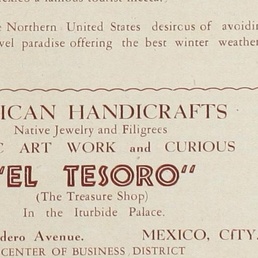 Northern United States desirous of avoidin
vel paradise offering the best winter weather
ICAN HANDICRAFTS
Native Jewelry and Filigrees
C ART WORK and CURIOUS
"EL TESORO"
(The Treasure Shop)
In the Iturbide Palace.
dero Avenue. MEXICO, CITY.
CENTER OF BUSINESS DISTRICT